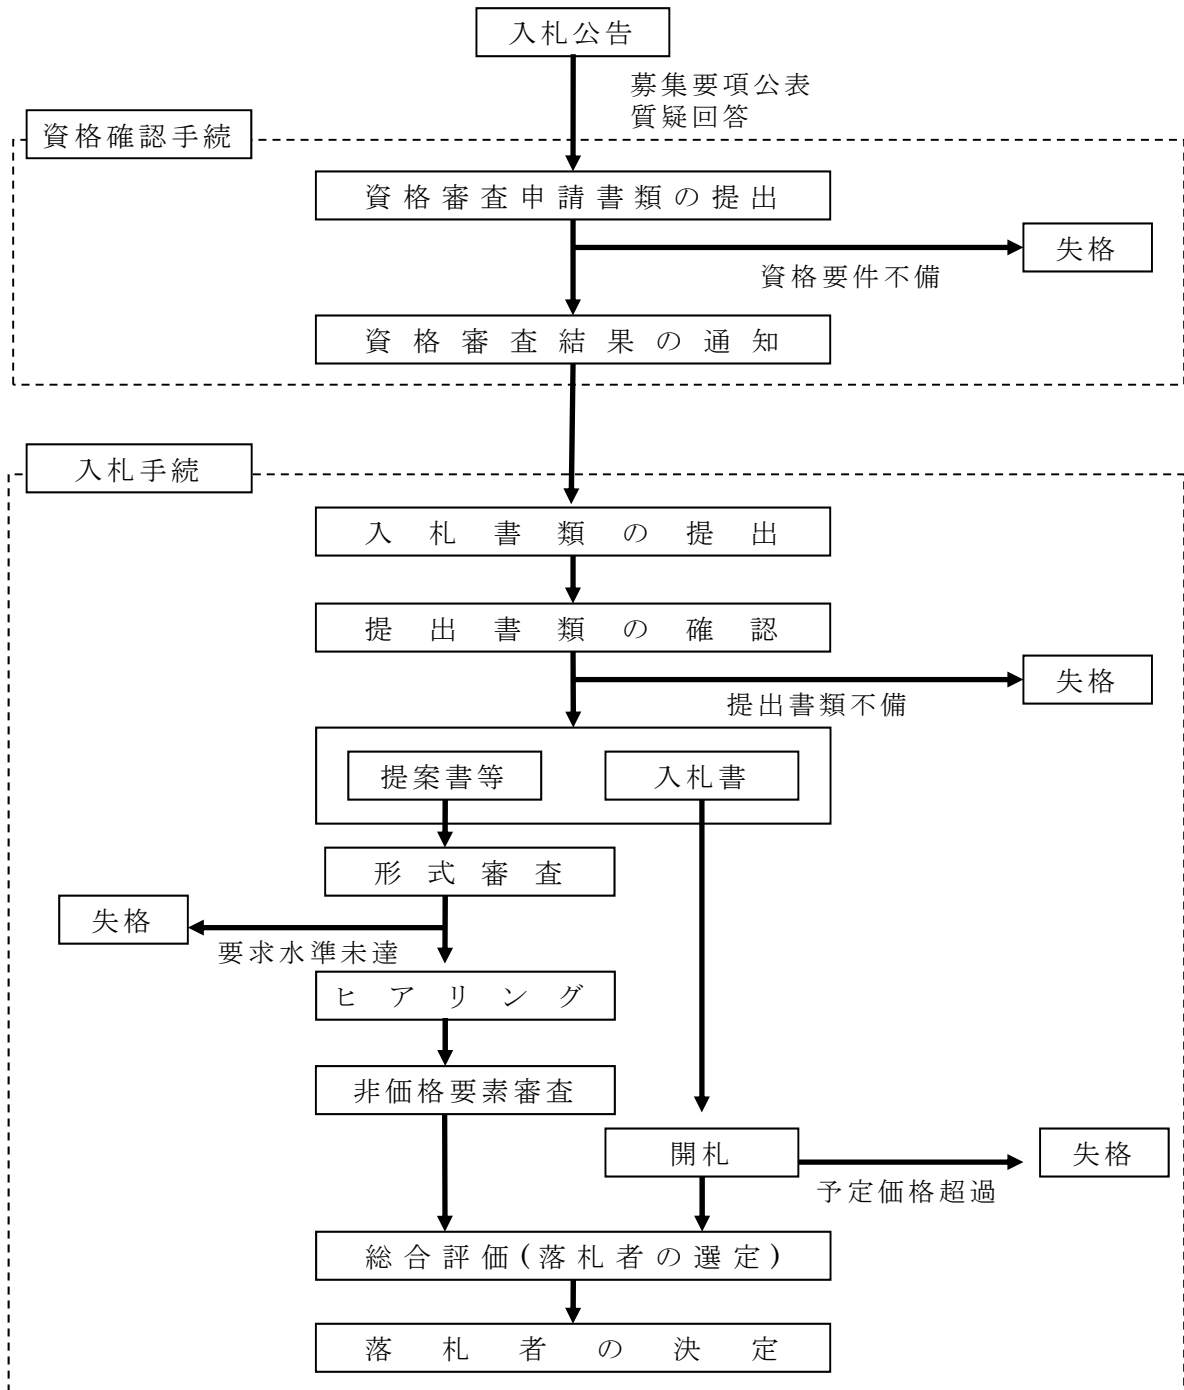 入札公告
募集要項公表
質疑回答
資格確認手続
資格審査申請書類の提出
失格
資格要件不備
資格審査結果の通知
入札手続
入札書類の提出
提出書類の確認
失格
提出書類不備
提案書等
入札書
形式審査
失格
要求水準未達
ヒアリング
非価格要素審査
開札
失格
予定価格超過
総合評価(落札者の選定)
落札者の決定